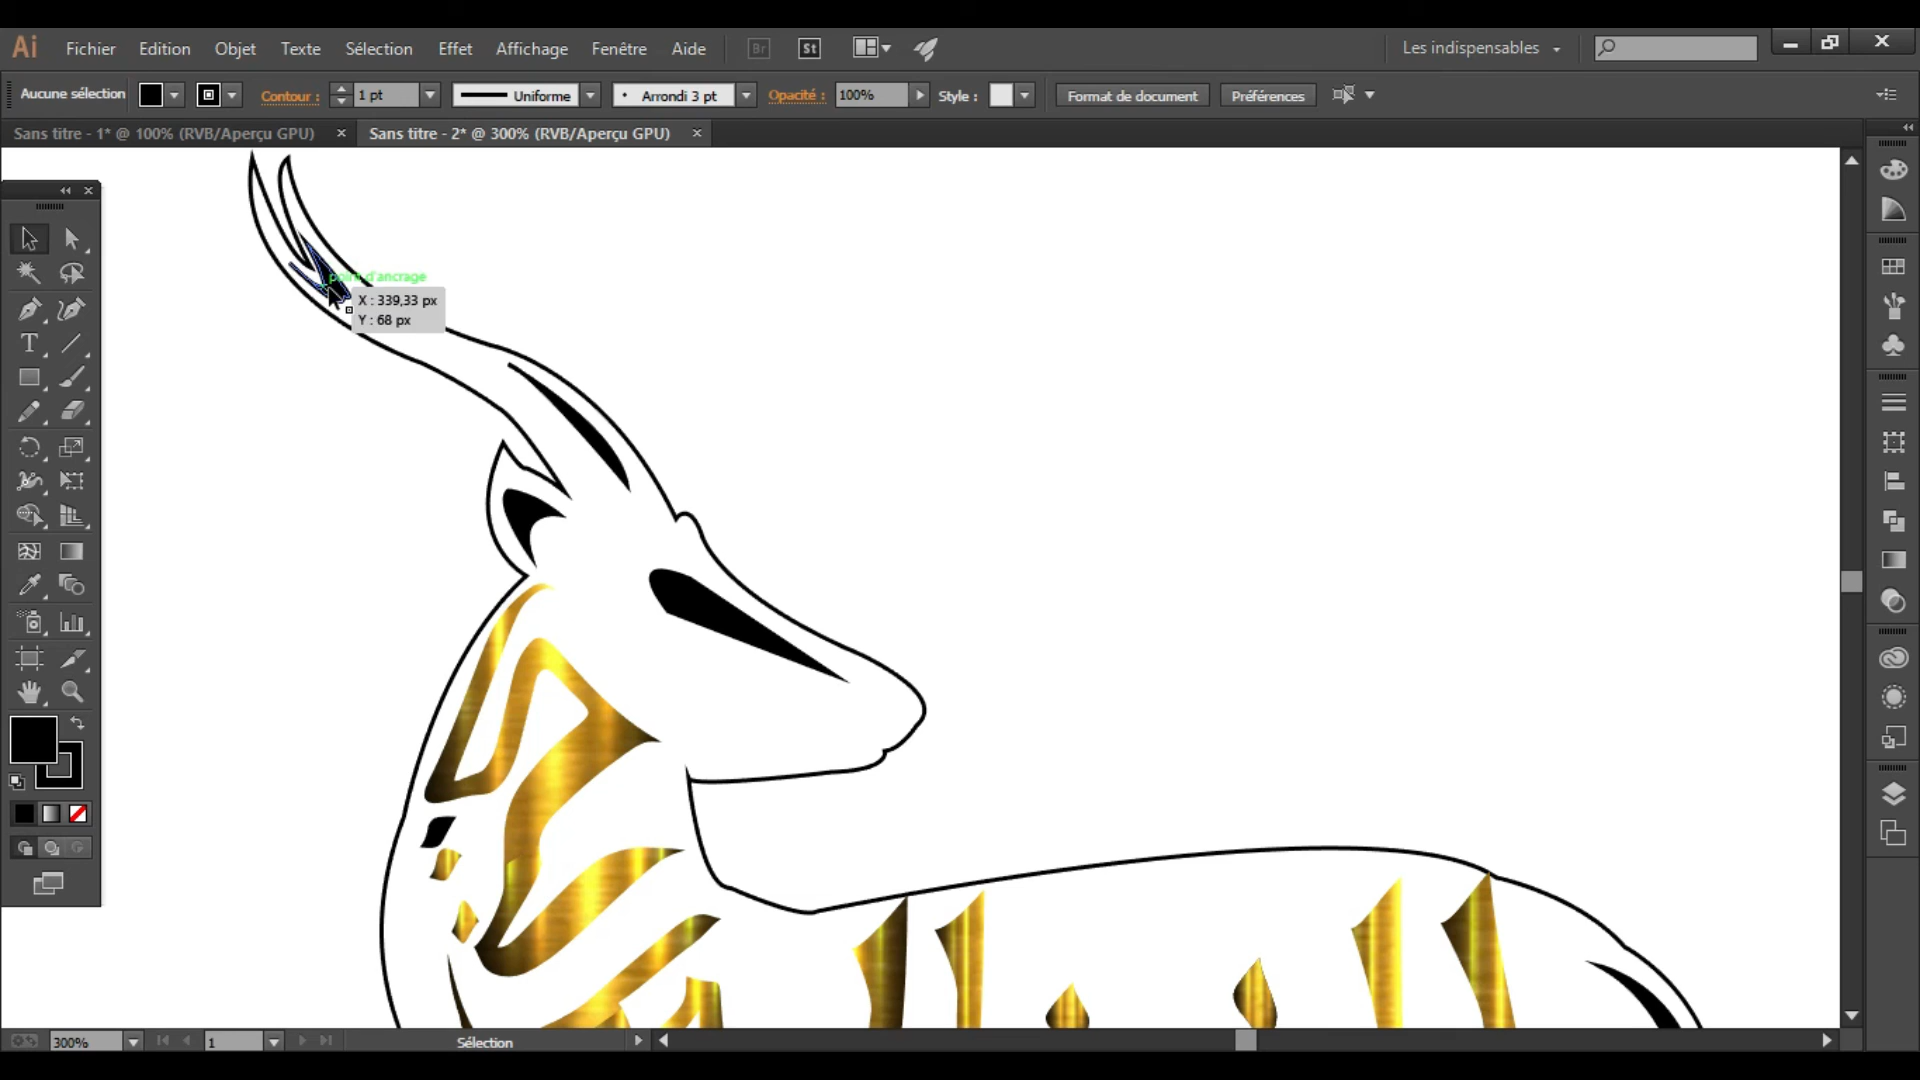 Ai Fichier Edition Objet Texte Sélection Effet Affichage Fenêtre Aide Br St Les indispensables
Aucune sélection Contour : 1 pt Uniforme Arrondi 3 pt Opacité : 100% Style : Format de document Préférences
Sans titre - 1* @ 100% (RVB/Aperçu GPU) Sans titre - 2* @ 300% (RVB/Aperçu GPU)
point d'ancrage
X : 339,33 px
Y : 68 px
T
300% 1 Sélection